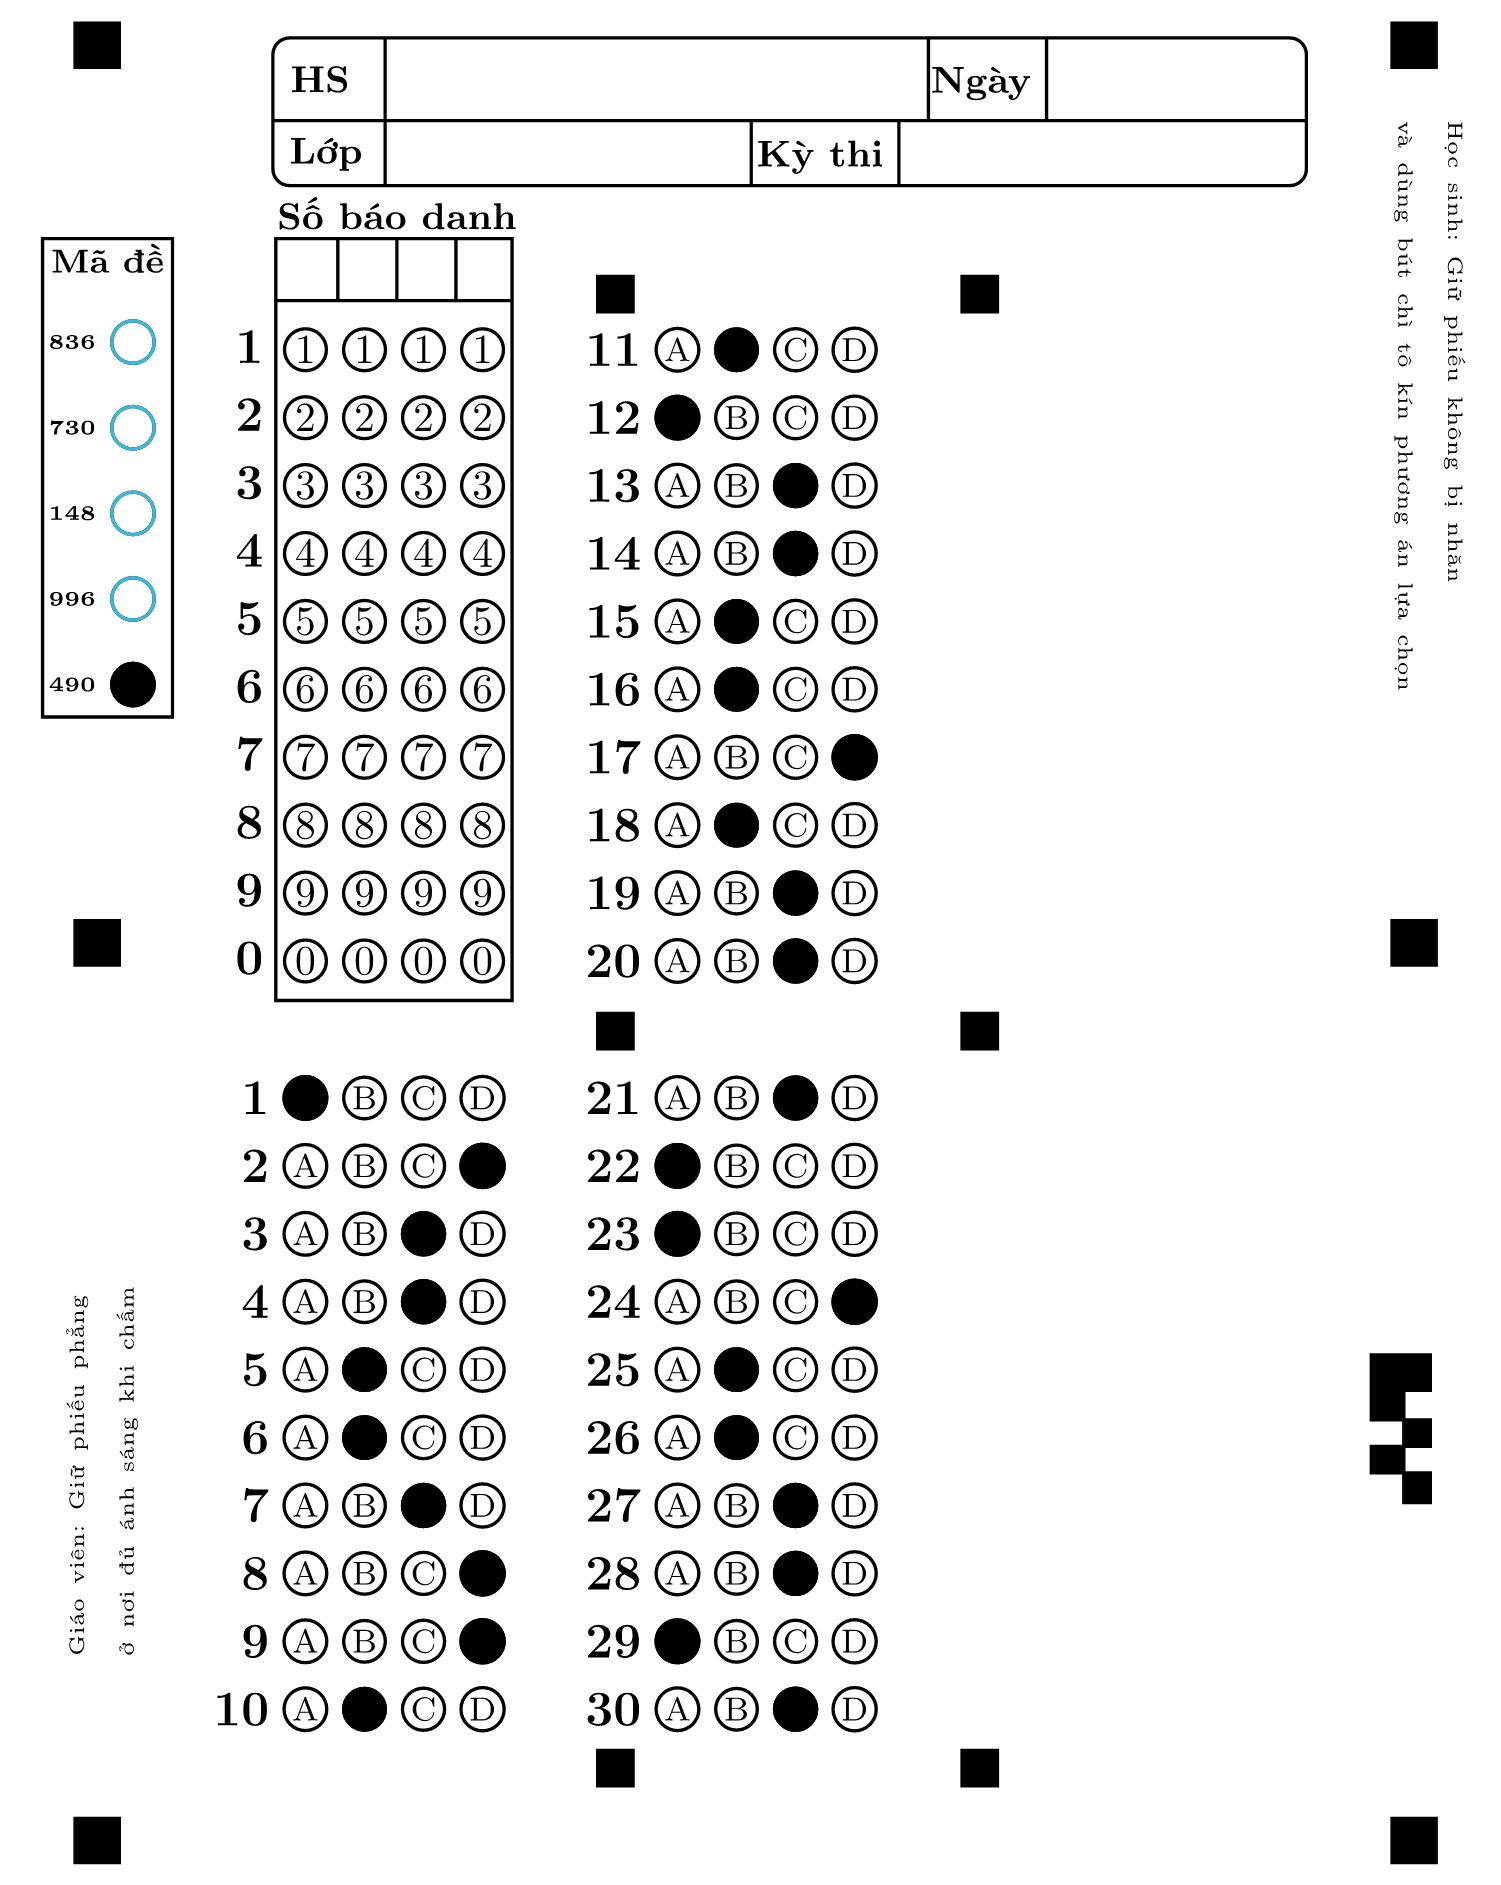 HS Ngày
Lớp Kỳ thi
Học sinh: Giữ phiếu không bị nhăn
và dùng bút chì tô kín phương án lựa chọn
Số báo danh
Mã đề
836
730
148
996
490
1 1 1 1 1
2 2 2 2 2
3 3 3 3 3
4 4 4 4 4
5 5 5 5 5
6 6 6 6 6
7 7 7 7 7
8 8 8 8 8
9 9 9 9 9
0 0 0 0 0
11 A C D
12 B C D
13 A B D
14 A B D
15 A C D
16 A C D
17 A B C
18 A C D
19 A B D
20 A B D
1 B C D
2 A B C
3 A B D
4 A B D
5 A C D
6 A C D
7 A B D
8 A B C
9 A B C
10 A C D
21 A B D
22 B C D
23 B C D
24 A B C
25 A C D
26 A C D
27 A B D
28 A B D
29 B C D
30 A B D
Giáo viên: Giữ phiếu phẳng
ở nơi đủ ánh sáng khi chấm